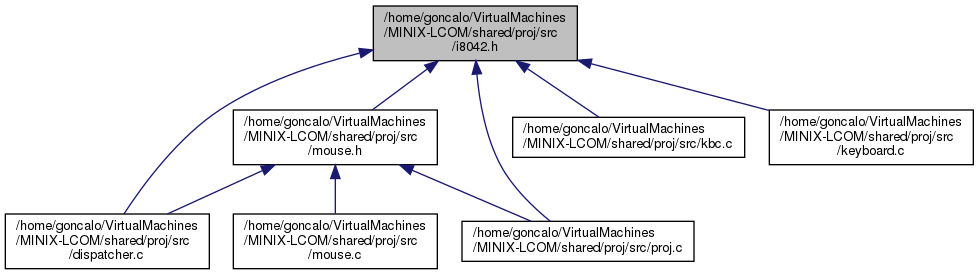 /home/goncalo/VirtualMachines
/MINIX-LCOM/shared/proj/src
/i8042.h
/home/goncalo/VirtualMachines
/MINIX-LCOM/shared/proj/src
/mouse.h
/home/goncalo/VirtualMachines
/MINIX-LCOM/shared/proj/src/kbc.c
/home/goncalo/VirtualMachines
/MINIX-LCOM/shared/proj/src
/keyboard.c
/home/goncalo/VirtualMachines
/MINIX-LCOM/shared/proj/src
/dispatcher.c
/home/goncalo/VirtualMachines
/MINIX-LCOM/shared/proj/src
/mouse.c
/home/goncalo/VirtualMachines
/MINIX-LCOM/shared/proj/src/proj.c